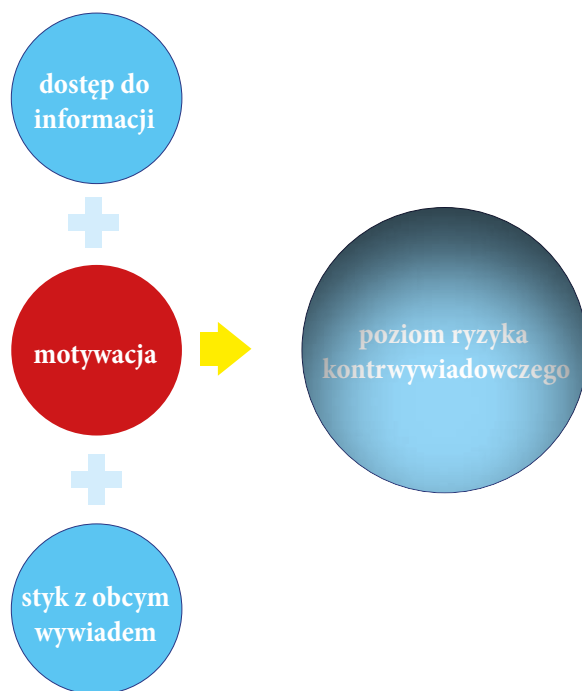 dostęp do
informacji
motywacja
poziom ryzyka
kontrwywiadowczego
styk z obcym
wywiadem